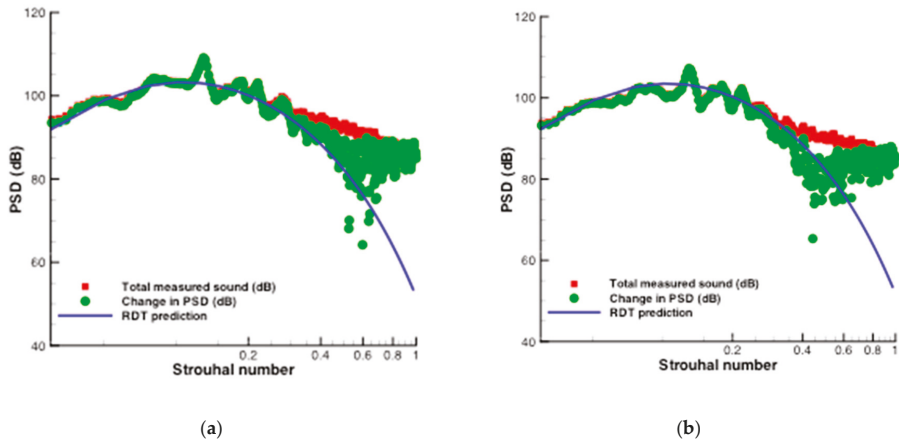 120
100
80
60
40
PSD (dB)
Total measured sound (dB)
Change in PSD (dB)
RDT prediction
0.2 0.4 0.6 0.8 1
Strouhal number
(a)
120
100
80
60
40
PSD (dB)
Total measured sound (dB)
Change in PSD (dB)
RDT prediction
0.2 0.4 0.6 0.8 1
Strouhal number
(b)